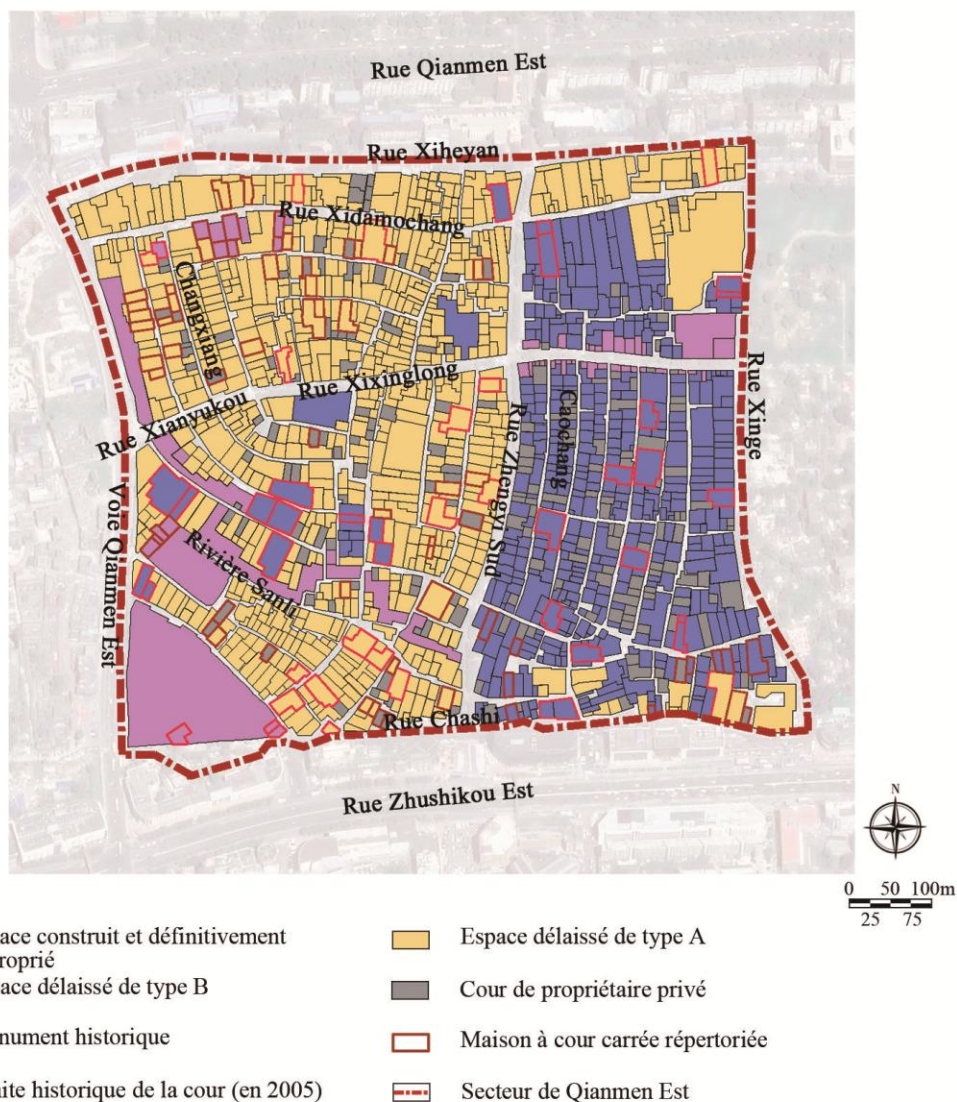 Rue Qianmen Est
Rue Xiheyan
Rue Xidamochang
Changxiang
Rue Xixinglong
Rue Xianyukou
Rue Zhengyi Sud
Caochang
Rue Xinge
Voie Qianmen Est
Rivière Sanli
Rue Chashi
Rue Zhushikou Est
N
0 50 100m
25 75
ace construit et définitivement
roprié
ace délaissé de type B
nument historique
ite historique de la cour (en 2005)
Espace délaissé de type A
Cour de propriétaire privé
Maison à cour carrée répertoriée
Secteur de Qianmen Est